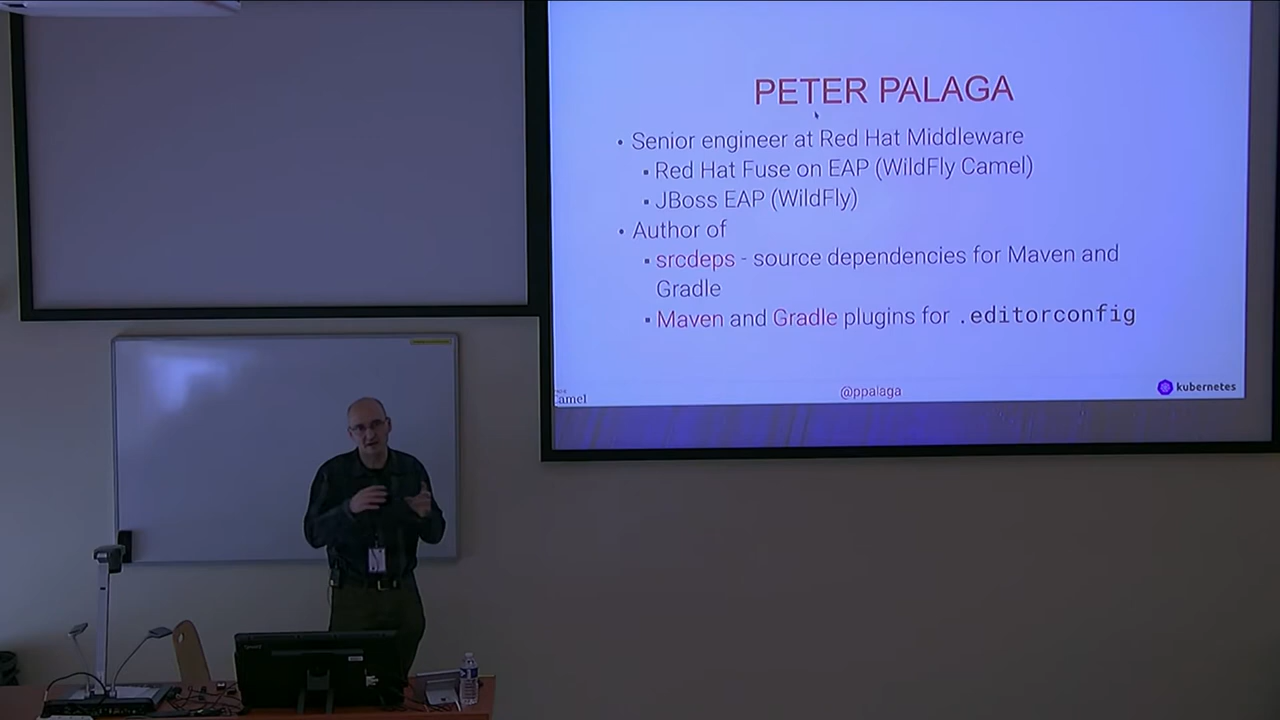 PETER PALAGA
• Senior engineer at Red Hat Middleware
▪ Red Hat Fuse on EAP (WildFly Camel)
▪ JBoss EAP (WildFly)
• Author of
▪ srcdeps - source dependencies for Maven and
Gradle
▪ Maven and Gradle plugins for .editorconfig
amel
@ppalaga
kubernetes